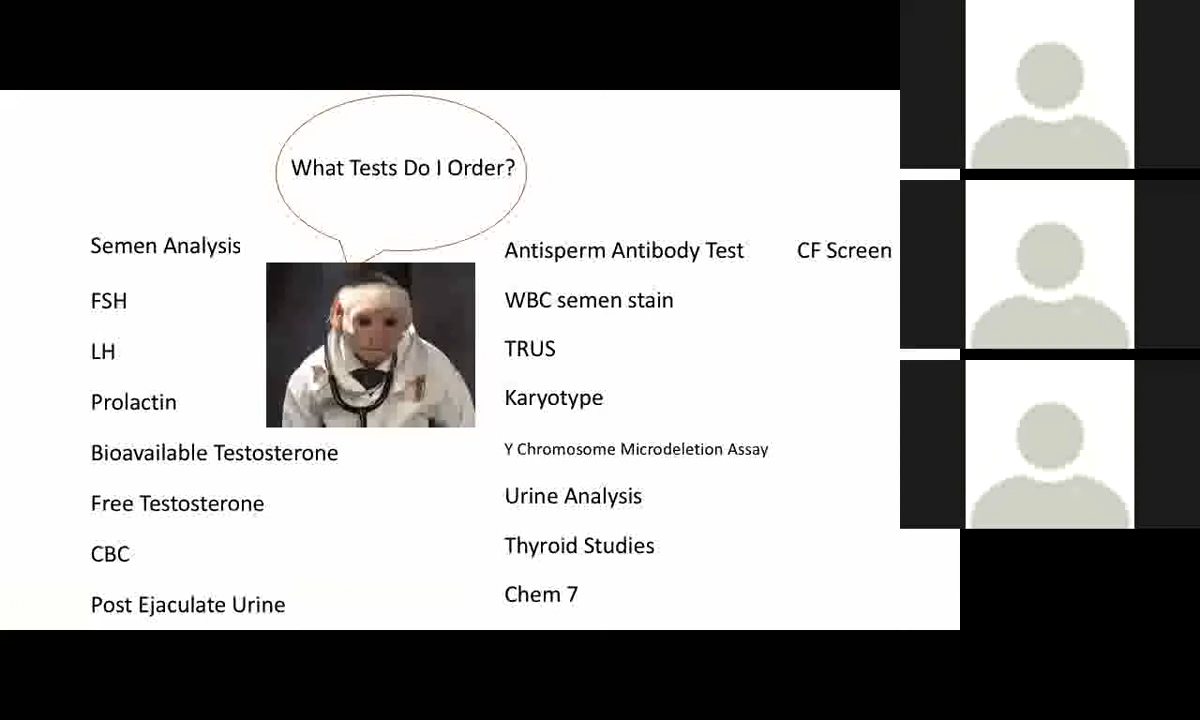 What Tests Do I Order?
Semen Analysis
FSH
LH
Prolactin
Bioavailable Testosterone
Free Testosterone
CBC
Post Ejaculate Urine
Antisperm Antibody Test
CF Screen
WBC semen stain
TRUS
Karyotype
Y Chromosome Microdeletion Assay
Urine Analysis
Thyroid Studies
Chem 7